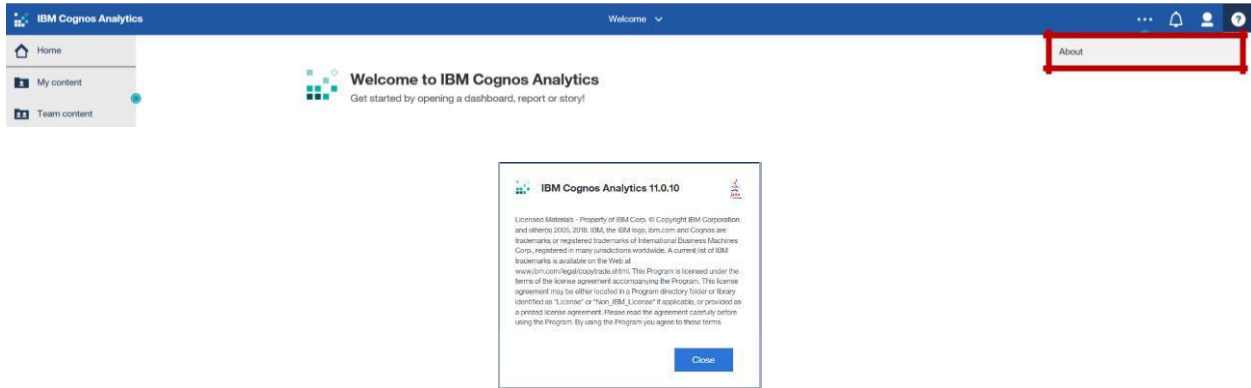 IBM Cognos Analytics
Welcome
Home
About
My content
Welcome to IBM Cognos Analytics
Get started by opening a dashboard, report or story!
Team content
IBM Cognos Analytics 11.0.10
Licensed Materials - Property of IBM Corp. © Copyright IBM Corporation
and other(s) 2005, 2018. IBM, the IBM logo, ibm.com and Cognos are
trademarks or registered trademarks of International Business Machines
Corp., registered in many jurisdictions worldwide. A current list of IBM
trademarks is available on the Web at
www.ibm.com/legal/copytrade.shtml. This Program is licensed under the
terms of the license agreement accompanying the Program. This license
agreement may be either located in a Program directory folder or library
identified as "License" or "Non_IBM_License" if applicable, or provided as
a printed license agreement. Please read the agreement carefully before
using the Program. By using the Program you agree to these terms.
Close